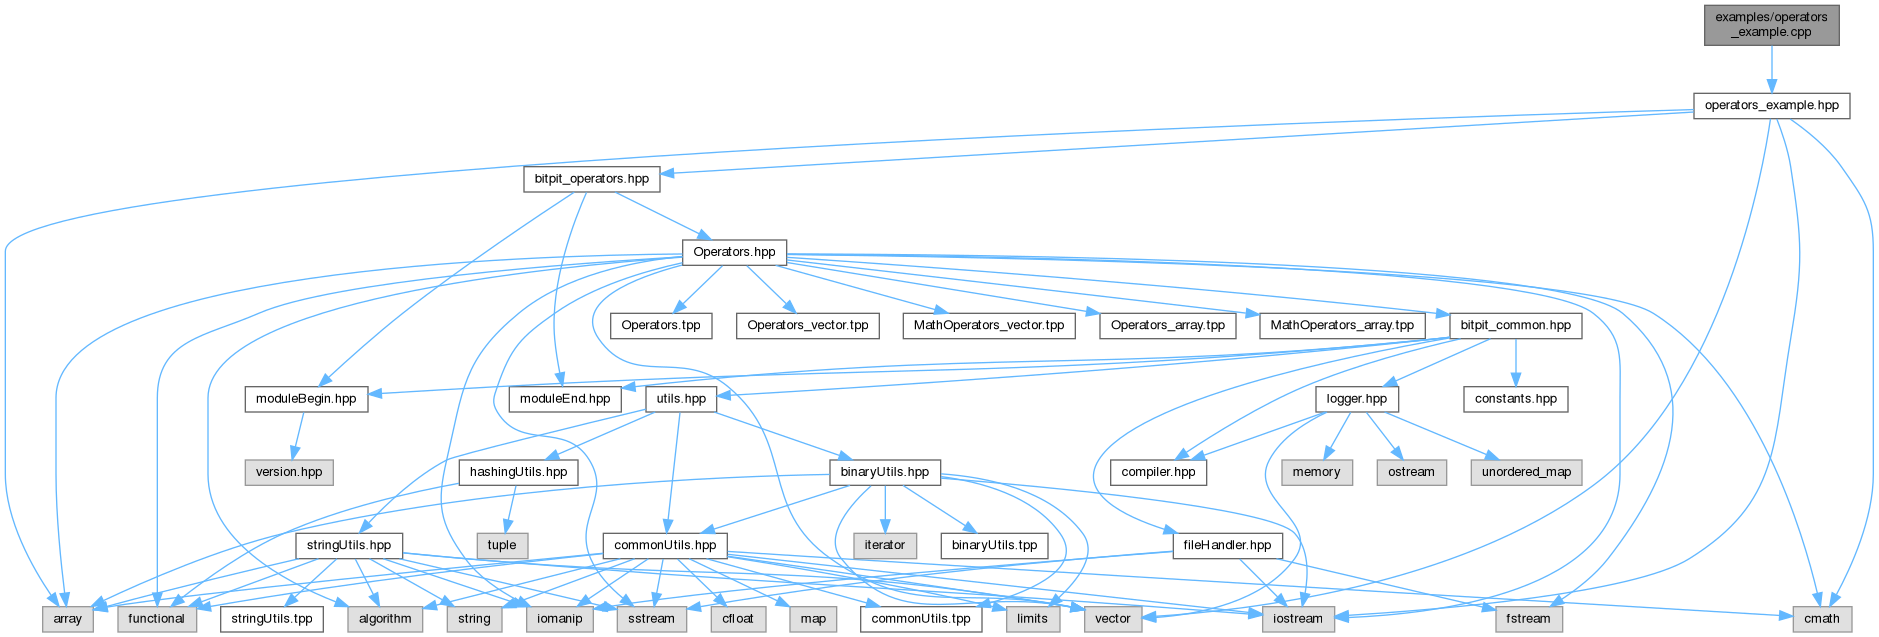 examples/operators
_example.cpp
operators_example.hpp
bitpit_operators.hpp
Operators.hpp
Operators.tpp
Operators_vector.tpp
MathOperators_vector.tpp
Operators_array.tpp
MathOperators_array.tpp
bitpit_common.hpp
moduleBegin.hpp
moduleEnd.hpp
utils.hpp
logger.hpp
constants.hpp
version.hpp
hashingUtils.hpp
binaryUtils.hpp
compiler.hpp
memory
ostream
unordered_map
stringUtils.hpp
tuple
commonUtils.hpp
iterator
binaryUtils.tpp
fileHandler.hpp
array
functional
stringUtils.tpp
algorithm
string
iomanip
sstream
cfloat
map
commonUtils.tpp
limits
vector
iostream
fstream
cmath